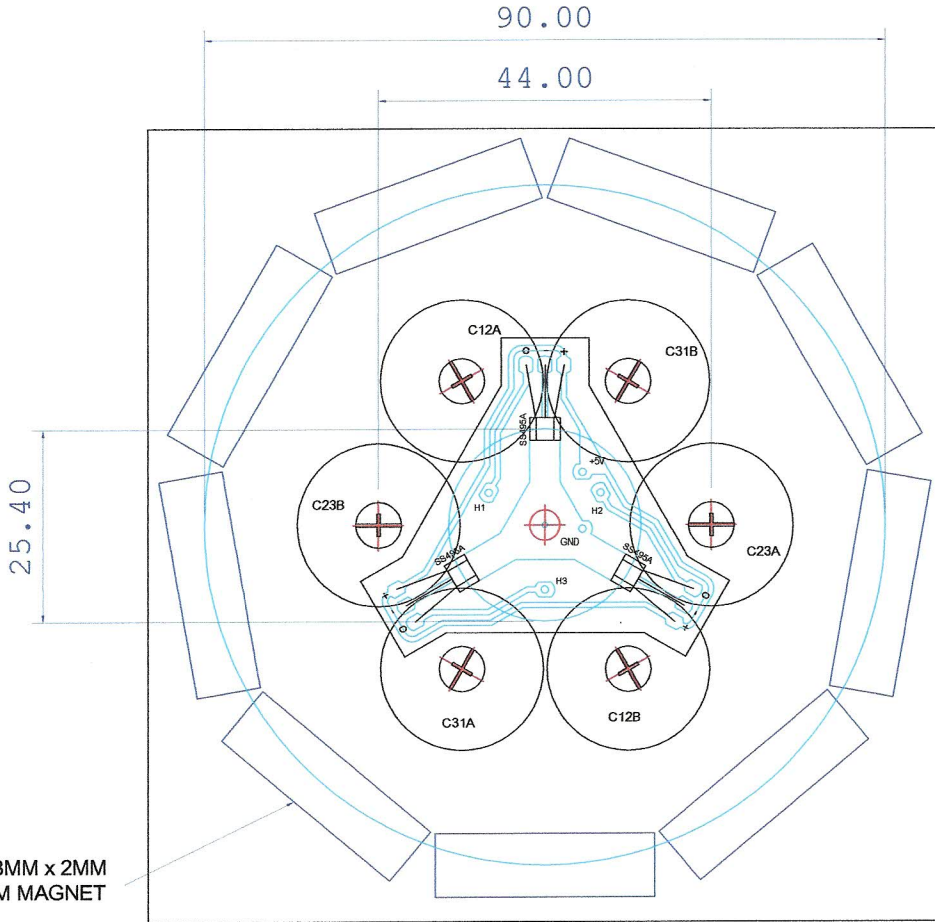 90.00
44.00
C12A
C31B
O - +
SS495A
25.40
+5V
C23B
H1
H2
C23A
GND
SS495A
SS495A
H3
+ - O
O - +
C31A
C12B
8MM x 2MM
M MAGNET